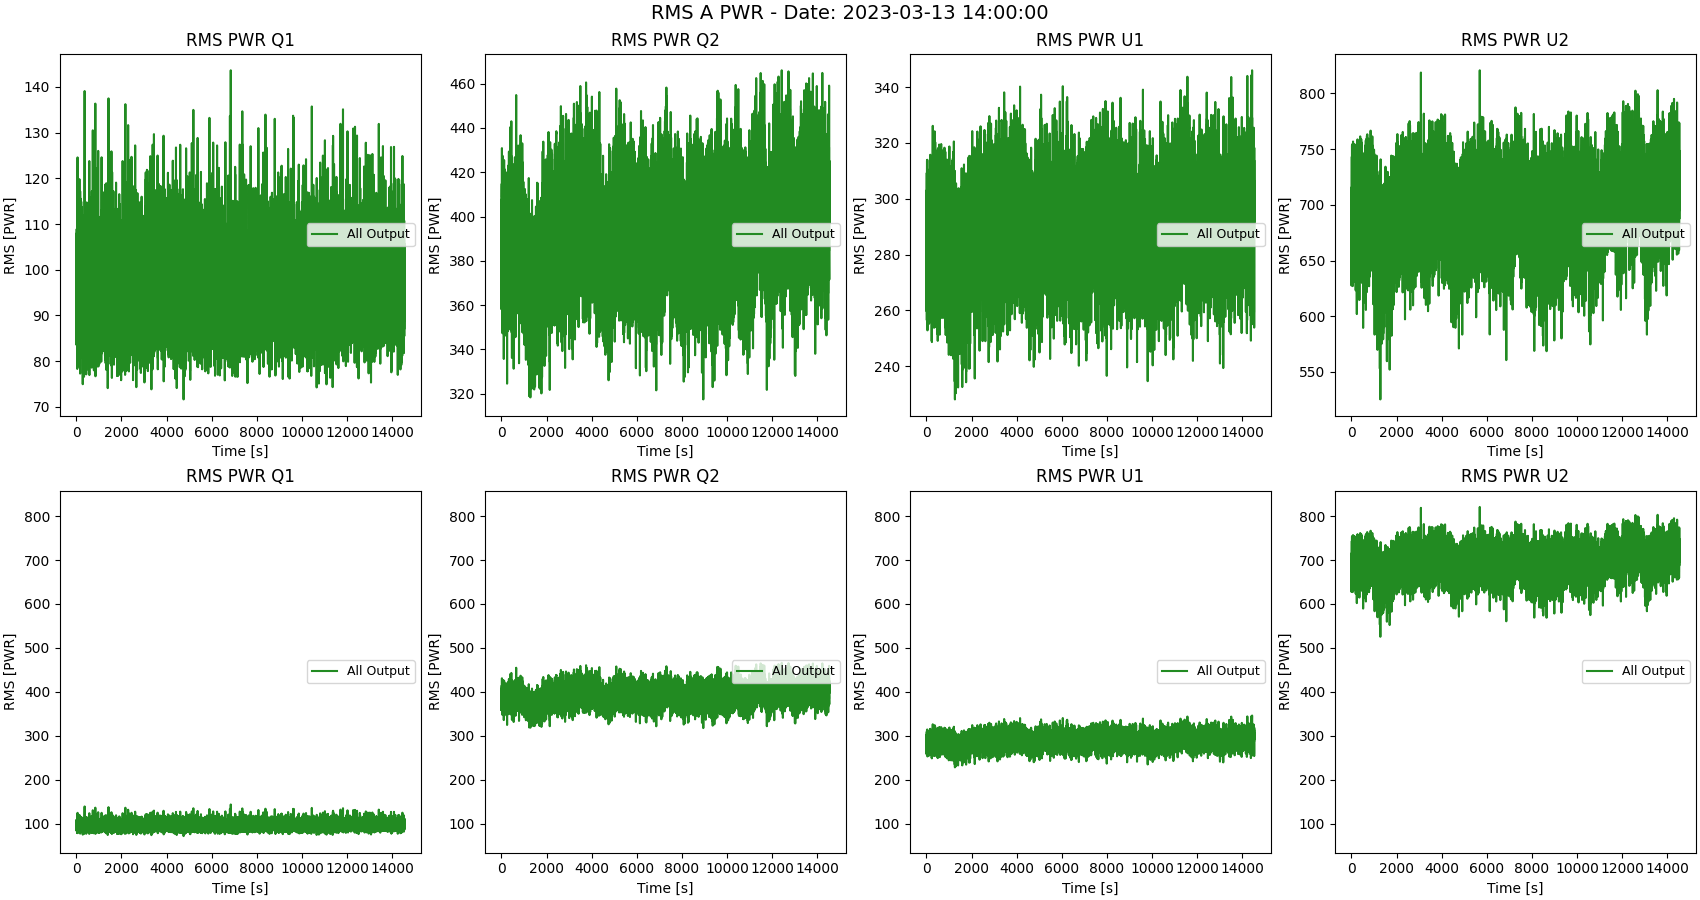 RMS A PWR - Date: 2023-03-13 14:00:00
RMS PWR Q1
RMS [PWR]
140
130
120
110
100
90
80
70
0 2000 4000 6000 8000 10000 12000 14000
Time [s]
All Output
RMS PWR Q2
RMS [PWR]
460
440
420
400
380
360
340
320
0 2000 4000 6000 8000 10000 12000 14000
Time [s]
All Output
RMS PWR U1
RMS [PWR]
340
320
300
280
260
240
0 2000 4000 6000 8000 10000 12000 14000
Time [s]
All Output
RMS PWR U2
RMS [PWR]
800
750
700
650
600
550
0 2000 4000 6000 8000 10000 12000 14000
Time [s]
All Output
RMS PWR Q1
RMS [PWR]
800
700
600
500
400
300
200
100
0 2000 4000 6000 8000 10000 12000 14000
Time [s]
All Output
RMS PWR Q2
RMS [PWR]
800
700
600
500
400
300
200
100
0 2000 4000 6000 8000 10000 12000 14000
Time [s]
All Output
RMS PWR U1
RMS [PWR]
800
700
600
500
400
300
200
100
0 2000 4000 6000 8000 10000 12000 14000
Time [s]
All Output
RMS PWR U2
RMS [PWR]
800
700
600
500
400
300
200
100
0 2000 4000 6000 8000 10000 12000 14000
Time [s]
All Output